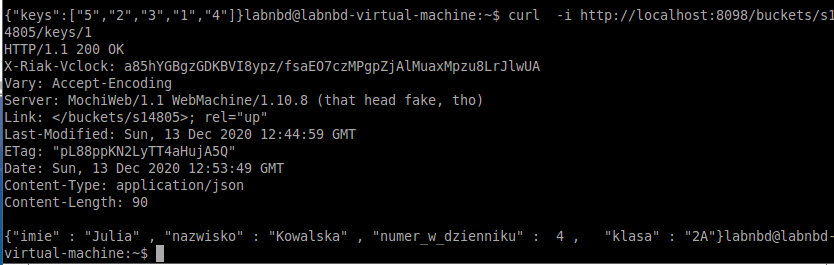 {"keys":["5","2","3","1","4"]}labnbd@labnbd-virtual-machine:~$ curl  -i http://localhost:8098/buckets/s1
4805/keys/1
HTTP/1.1 200 OK
X-Riak-Vclock: a85hYGBgzGDKBVI8ypz/fsaEO7czMPgpZjAlMuaxMpzu8LrJlwUA
Vary: Accept-Encoding
Server: MochiWeb/1.1 WebMachine/1.10.8 (that head fake, tho)
Link: </buckets/s14805>; rel="up"
Last-Modified: Sun, 13 Dec 2020 12:44:59 GMT
ETag: "pL88ppKN2LyTT4aHujA5Q"
Date: Sun, 13 Dec 2020 12:53:49 GMT
Content-Type: application/json
Content-Length: 90

{"imie" : "Julia" , "nazwisko" : "Kowalska" , "numer_w_dzienniku" :  4 ,   "klasa" : "2A"}labnbd@labnbd-
virtual-machine:~$